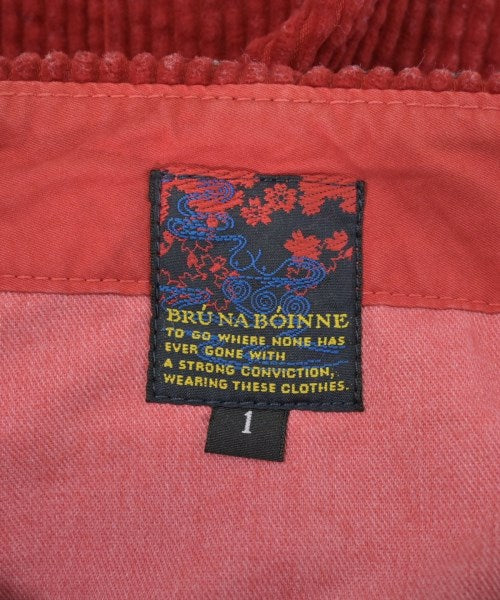 BRÚ NA BÓINNE
TO GO WHERE NONE HAS
EVER GONE WITH
A STRONG CONVICTION,
WEARING THESE CLOTHES.
1